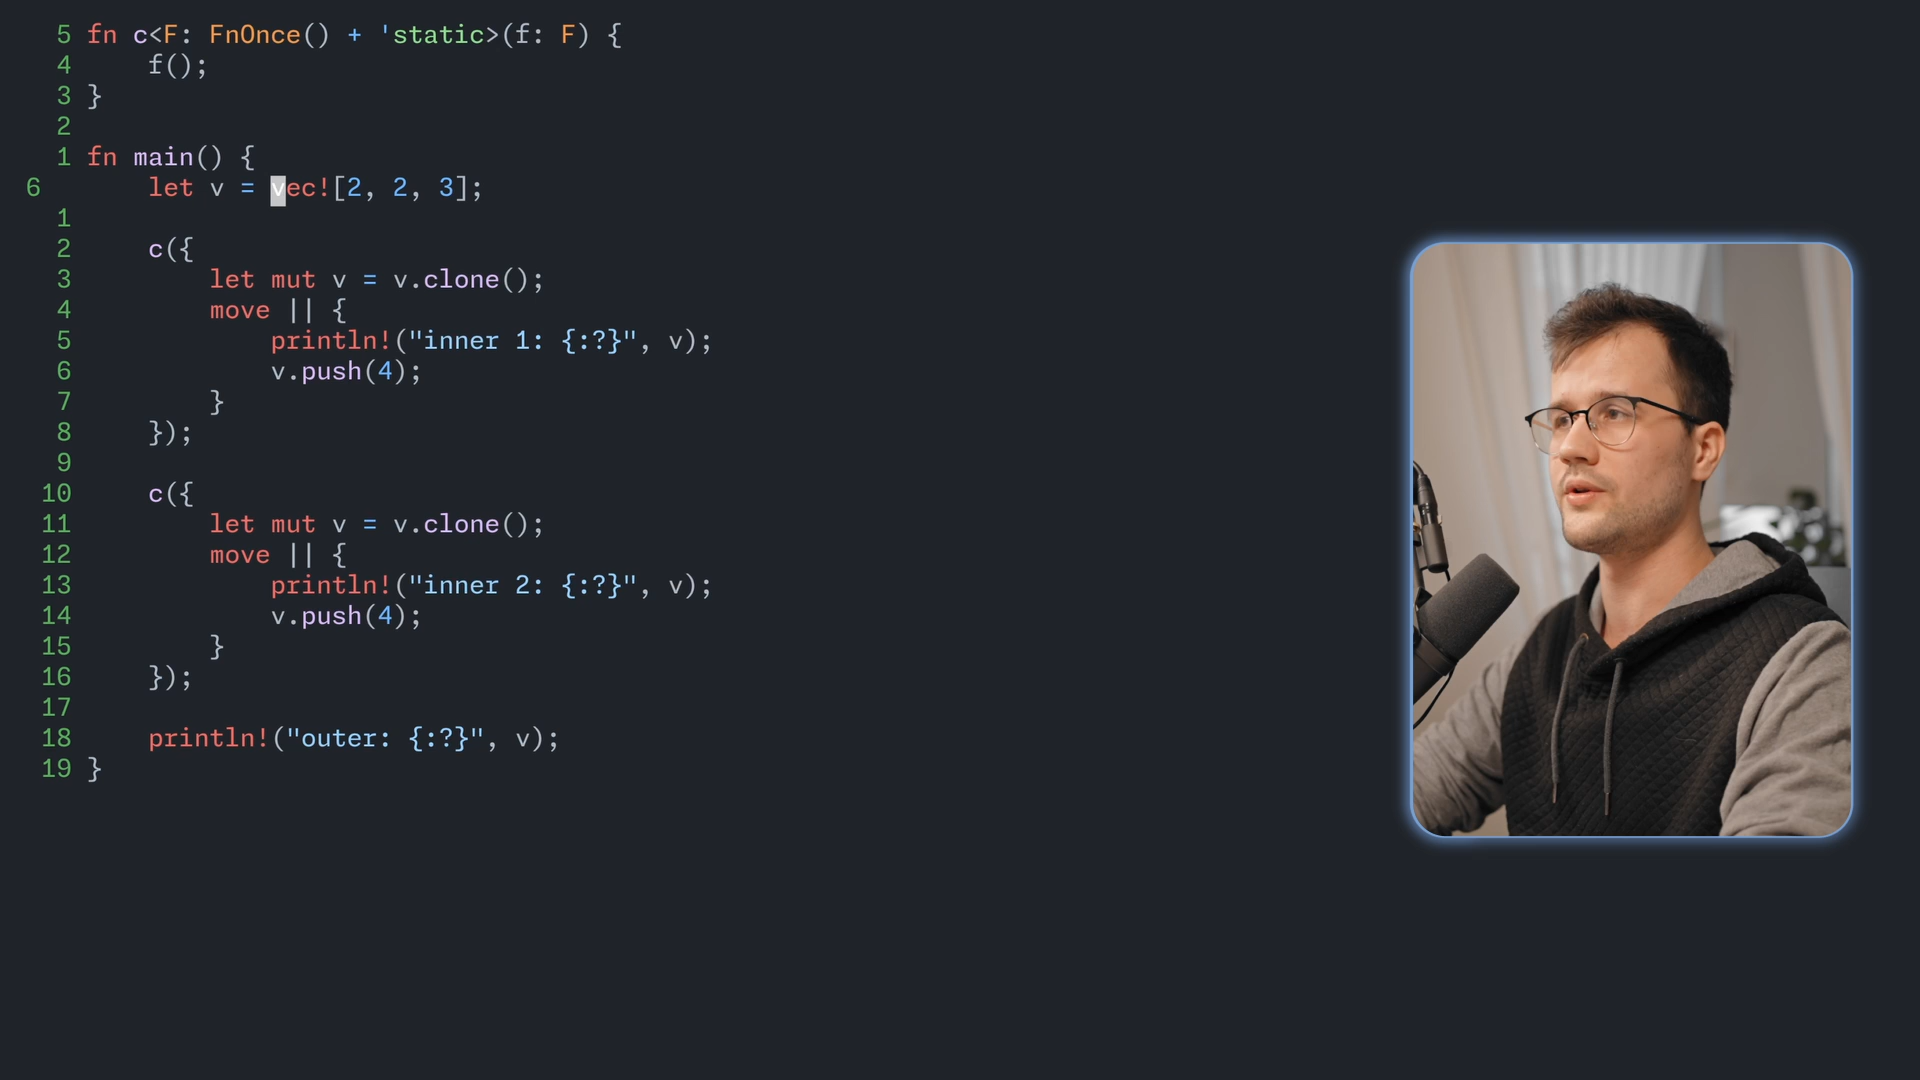 5 fn c<F: FnOnce() + 'static>(f: F) {
4     f();
3 }
2
1 fn main() {
6     let v = vec![2, 2, 3];
1
2     c({
3         let mut v = v.clone();
4         move || {
5             println!("inner 1: {:?}", v);
6             v.push(4);
7         }
8     });
9
10     c({
11         let mut v = v.clone();
12         move || {
13             println!("inner 2: {:?}", v);
14             v.push(4);
15         }
16     });
17
18     println!("outer: {:?}", v);
19 }